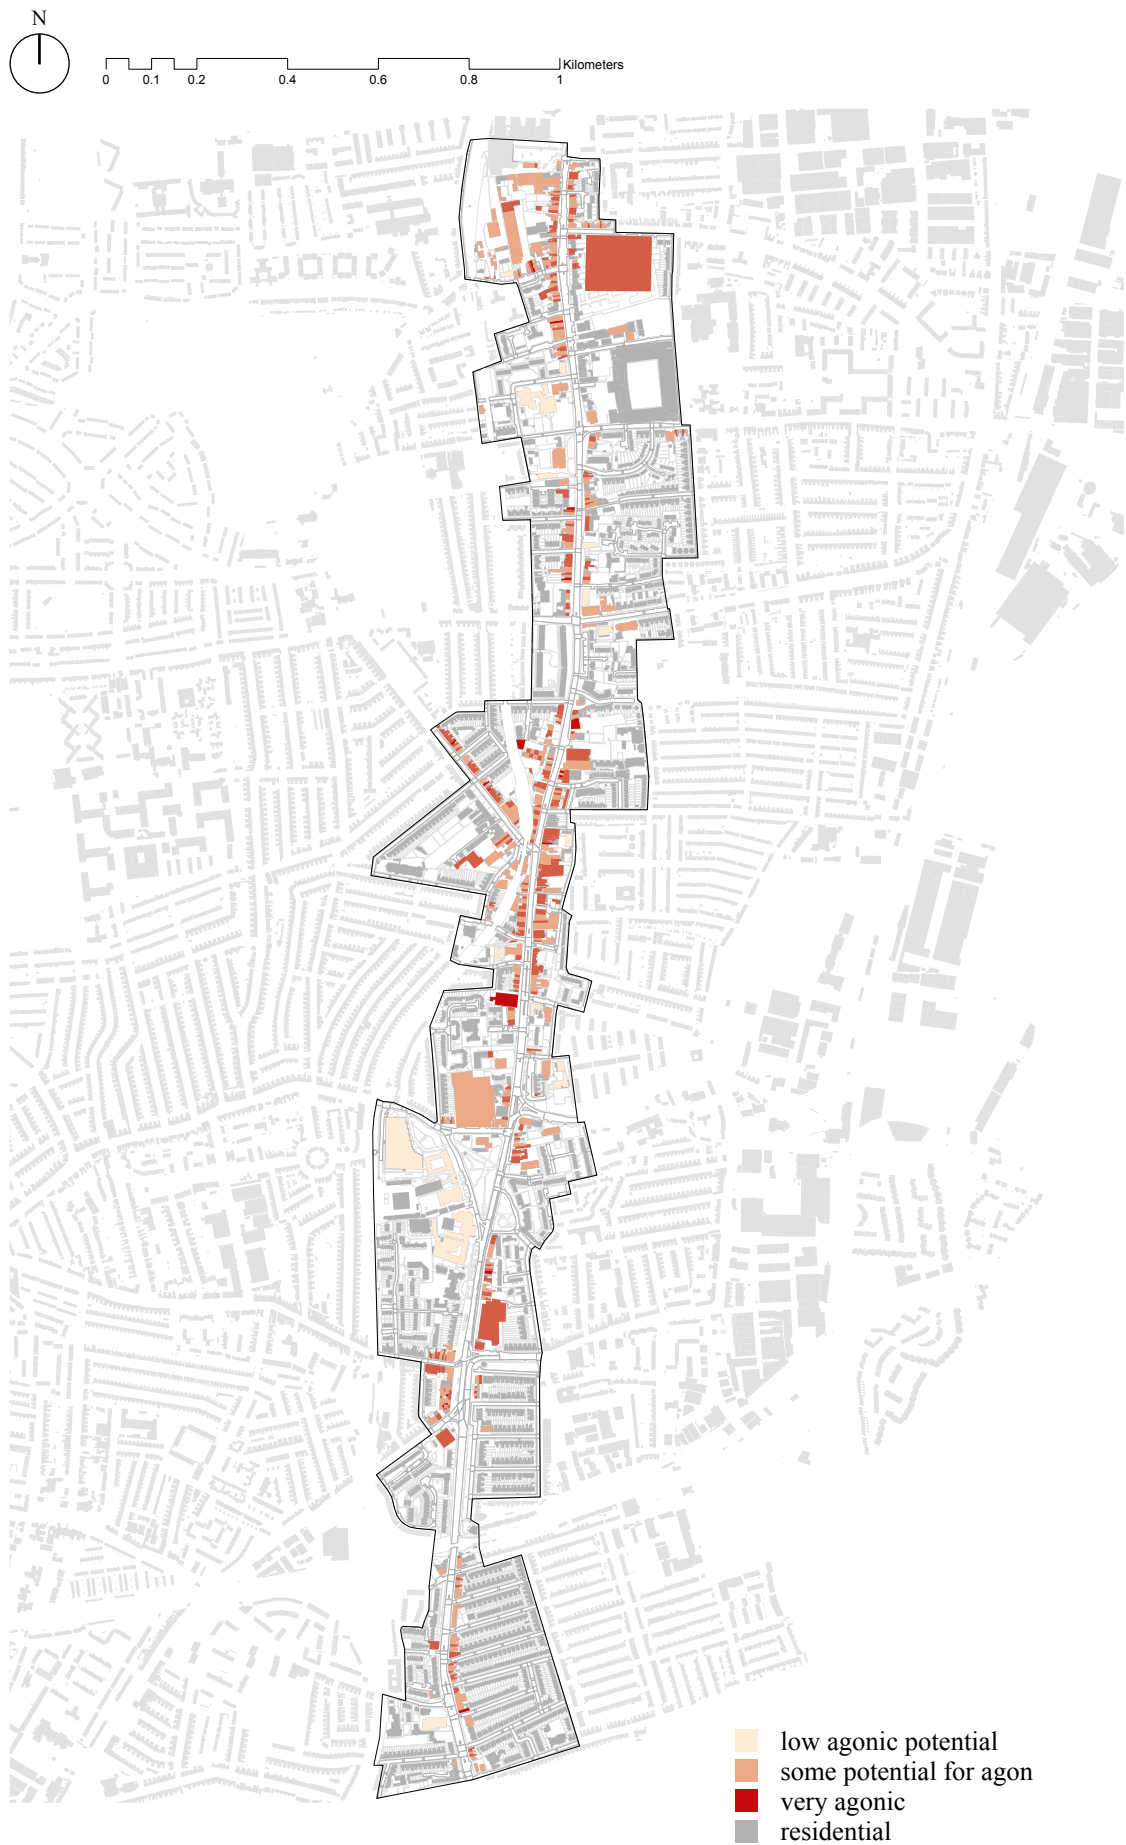 N
Kilometers
0 0.1 0.2 0.4 0.6 0.8 1
low agonic potential
some potential for agon
very agonic
residential